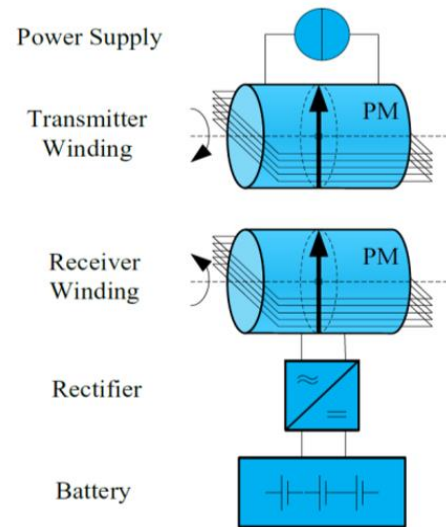 Power Supply
Transmitter
Winding
PM
Receiver
Winding
PM
Rectifier
Battery